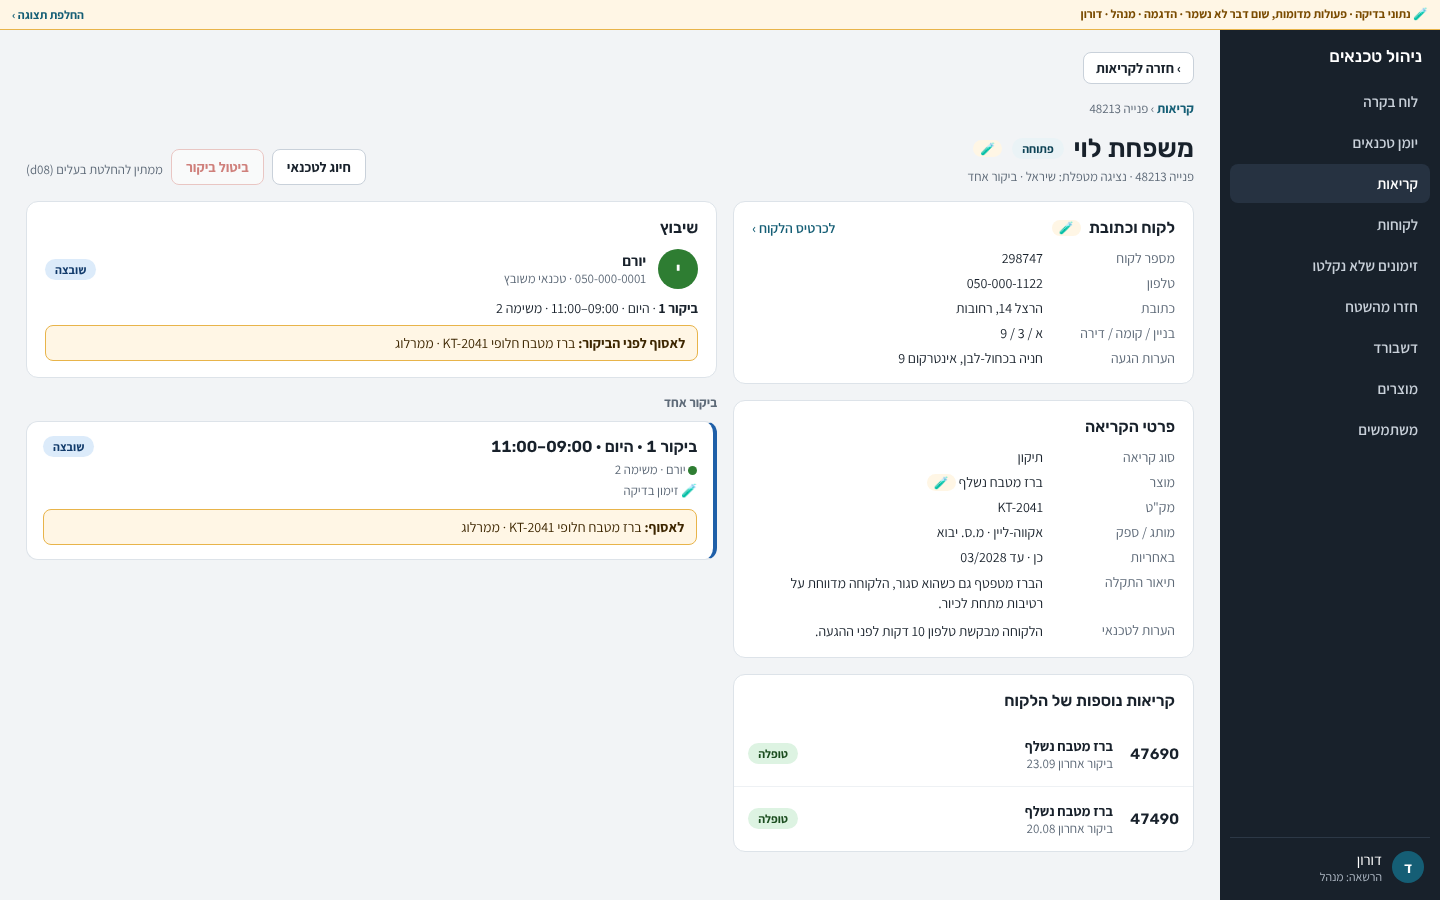 🧪 נתוני בדיקה · פעולות מדומות, שום דבר לא נשמר · הדגמה · מנהל · דורון
החלפת תצוגה ›
ניהול טכנאים
לוח בקרה
יומן טכנאים
קריאות
לקוחות
זימונים שלא נקלטו
חזרו מהשטח
דשבורד
מוצרים
משתמשים
ד
דורון
הרשאה: מנהל
› חזרה לקריאות
קריאות › פנייה 48213
משפחת לוי פתוחה 🧪
פנייה 48213 · נציגה מטפלת: שיראל · ביקור אחד
חיוג לטכנאי
ביטול ביקור
ממתין להחלטת בעלים (d08)
לקוח וכתובת 🧪
לכרטיס הלקוח ›
מספר לקוח 298747
טלפון 050-000-1122
כתובת הרצל 14, רחובות
בניין / קומה / דירה א / 3 / 9
הערות הגעה חניה בכחול-לבן, אינטרקום 9
פרטי הקריאה
סוג קריאה תיקון
מוצר ברז מטבח נשלף 🧪
מק"ט KT-2041
מותג / ספק אקווה-ליין · מ.ס. יבוא
באחריות כן · עד 03/2028
תיאור התקלה הברז מטפטף גם כשהוא סגור, הלקוחה מדווחת על
רטיבות מתחת לכיור.
הערות לטכנאי הלקוחה מבקשת טלפון 10 דקות לפני ההגעה.
קריאות נוספות של הלקוח
47690 ברז מטבח נשלף טופלה
ביקור אחרון 23.09
47490 ברז מטבח נשלף טופלה
ביקור אחרון 20.08
שיבוץ
י
יורם
050-000-0001 · טכנאי משובץ
שובצה
ביקור 1 · היום · 09:00–11:00 · משימה 2
לאסוף לפני הביקור: ברז מטבח חלופי KT-2041 · ממרלוג
ביקור אחד
ביקור 1 · היום · 09:00–11:00
שובצה
יורם · משימה 2
🧪 זימון בדיקה
לאסוף: ברז מטבח חלופי KT-2041 · ממרלוג